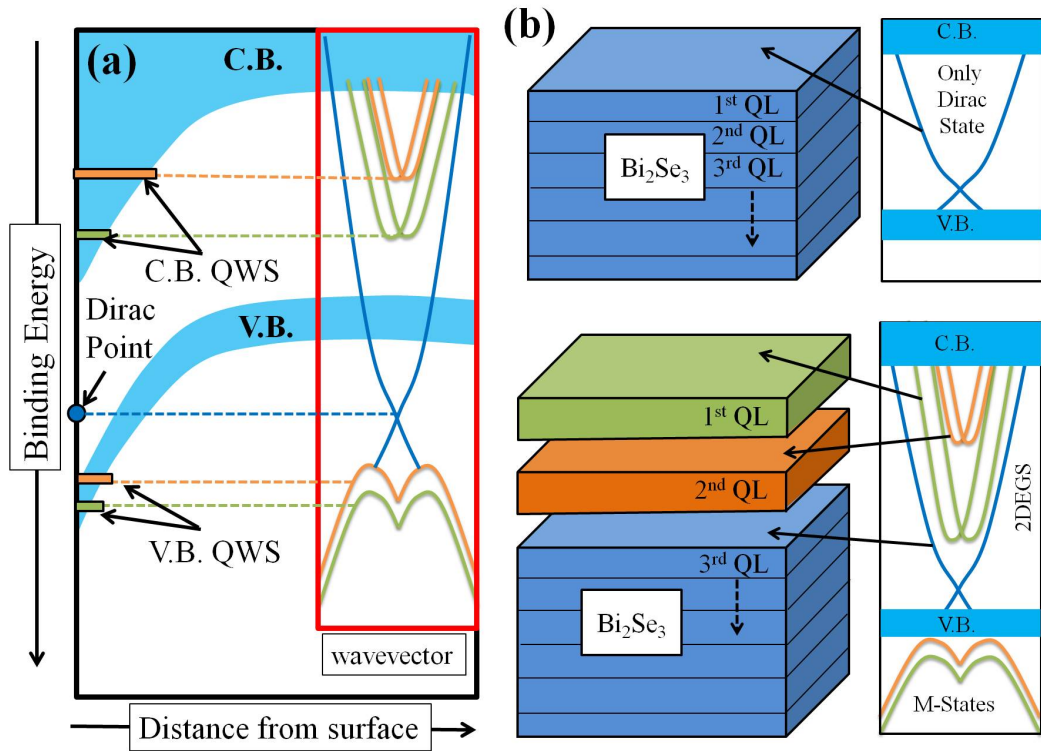 (a)
C.B.
C.B. QWS
V.B.
Dirac
Point
V.B. QWS
Binding Energy
wavevector
Distance from surface
(b)
1st QL
2nd QL
3rd QL
Bi₂Se₃
C.B.
Only
Dirac
State
V.B.
1st QL
2nd QL
3rd QL
Bi₂Se₃
C.B.
2DEGS
V.B.
M-States